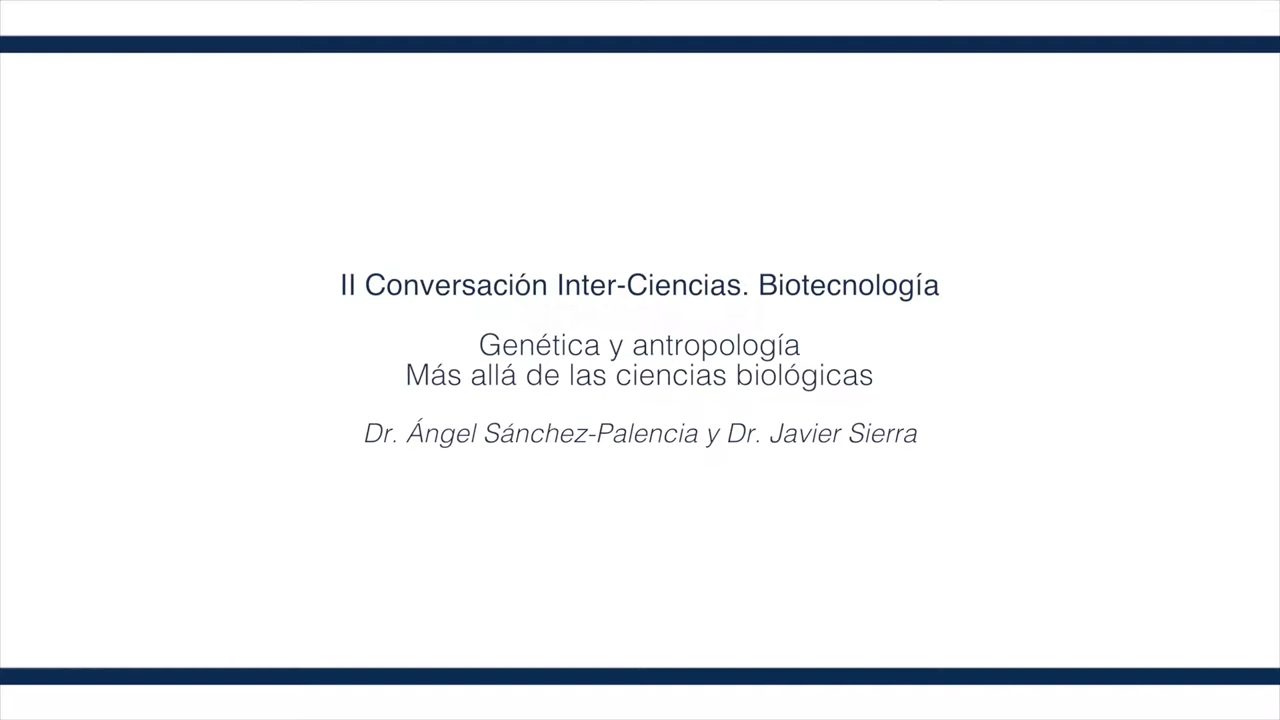 II Conversación Inter-Ciencias. Biotecnología
Genética y antropología
Más allá de las ciencias biológicas
Dr. Ángel Sánchez-Palencia y Dr. Javier Sierra